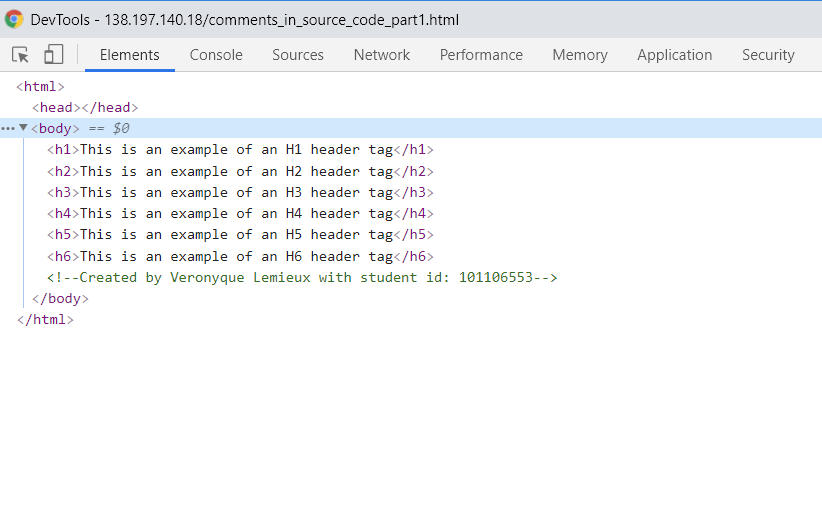 DevTools - 138.197.140.18/comments_in_source_code_part1.html
Elements Console Sources Network Performance Memory Application Security
<html>
<head></head>
<body> == $0
<h1>This is an example of an H1 header tag</h1>
<h2>This is an example of an H2 header tag</h2>
<h3>This is an example of an H3 header tag</h3>
<h4>This is an example of an H4 header tag</h4>
<h5>This is an example of an H5 header tag</h5>
<h6>This is an example of an H6 header tag</h6>
<!--Created by Veronyque Lemieux with student id: 101106553-->
</body>
</html>